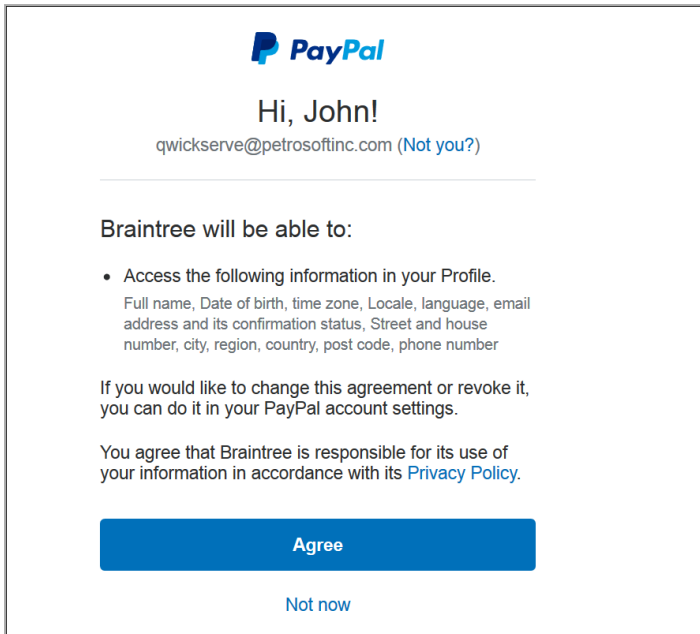 PayPal
Hi, John!
qwickserve@petrosoftinc.com (Not you?)
Braintree will be able to:
• Access the following information in your Profile.
Full name, Date of birth, time zone, Locale, language, email
address and its confirmation status, Street and house
number, city, region, country, post code, phone number
If you would like to change this agreement or revoke it,
you can do it in your PayPal account settings.
You agree that Braintree is responsible for its use of
your information in accordance with its Privacy Policy.
Agree
Not now